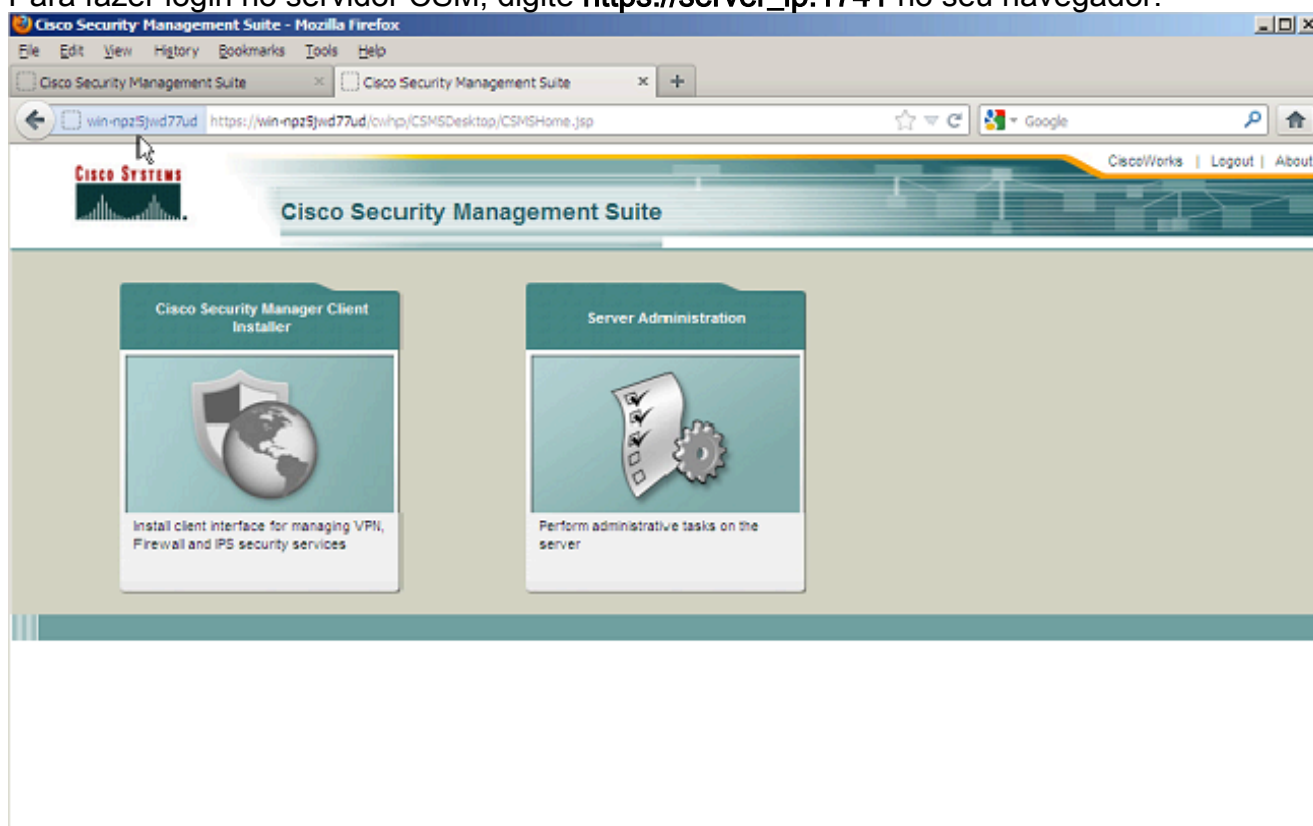 Para fazer login no servidor CSM, digite https://server_ip:1741 no seu navegador.
Cisco Security Management Suite - Mozilla Firefox
File Edit View History Bookmarks Tools Help
Cisco Security Management Suite × Cisco Security Management Suite × +
win-npz5jwd77ud https://win-npz5jwd77ud/cwhp/CSMSDesktop/CSMSHome.jsp Google
CiscoWorks | Logout | About
CISCO SYSTEMS
Cisco Security Management Suite
Cisco Security Manager Client
Installer
Server Administration
Install client interface for managing VPN,
Firewall and IPS security services
Perform administrative tasks on the
server